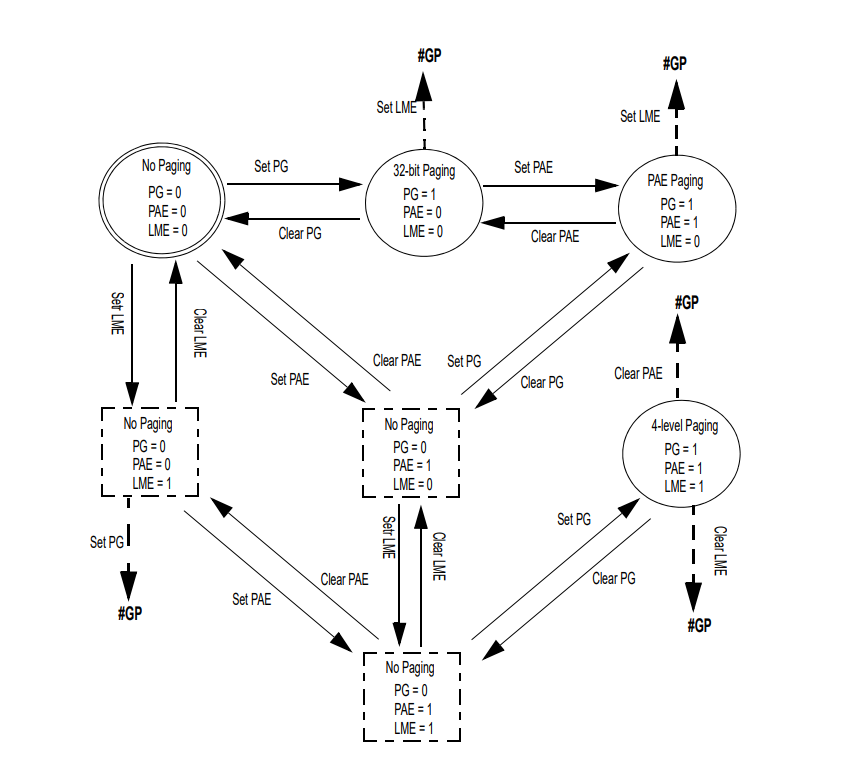 #GP
#GP
Set LME
Set LME
No Paging
PG = 0
PAE = 0
LME = 0
Set PG
Clear PG
32-bit Paging
PG = 1
PAE = 0
LME = 0
Set PAE
Clear PAE
PAE Paging
PG = 1
PAE = 1
LME = 0
Setr LME
Clear LME
Set PAE
Clear PAE
Set PG
Clear PG
#GP
Clear PAE
No Paging
PG = 0
PAE = 0
LME = 1
No Paging
PG = 0
PAE = 1
LME = 0
4-level Paging
PG = 1
PAE = 1
LME = 1
Set PG
#GP
Set PAE
Clear PAE
Setr LME
Clear LME
Set PG
Clear PG
Clear LME
#GP
No Paging
PG = 0
PAE = 1
LME = 1